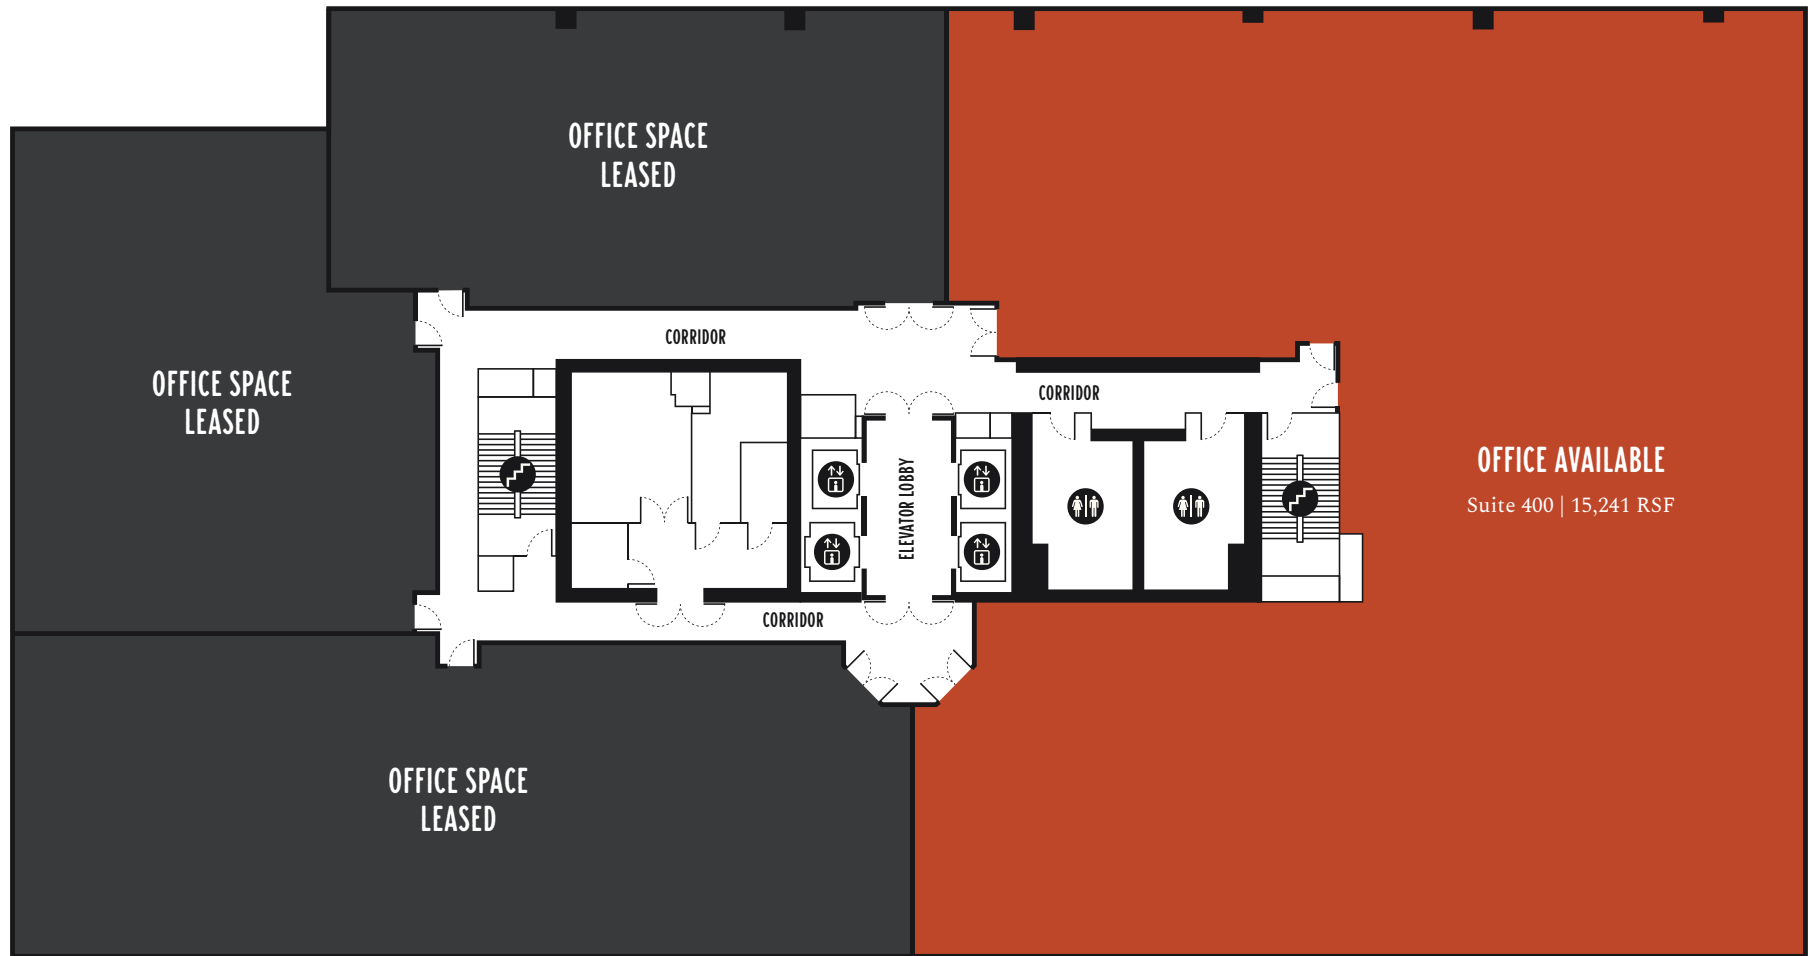 OFFICE SPACE
LEASED
CORRIDOR
OFFICE SPACE
LEASED
CORRIDOR
ELEVATOR LOBBY
OFFICE AVAILABLE
Suite 400 | 15,241 RSF
CORRIDOR
OFFICE SPACE
LEASED